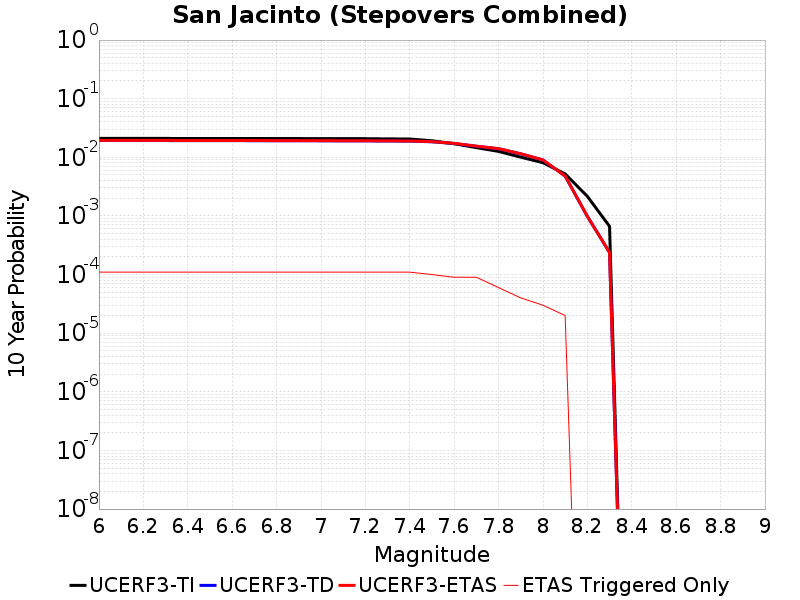 San Jacinto (Stepovers Combined)
10^0
10^-1
10^-2
10^-3
10^-4
10^-5
10^-6
10^-7
10^-8
10 Year Probability
6 6.2 6.4 6.6 6.8 7 7.2 7.4 7.6 7.8 8 8.2 8.4 8.6 8.8 9
Magnitude
UCERF3-TI UCERF3-TD UCERF3-ETAS ETAS Triggered Only